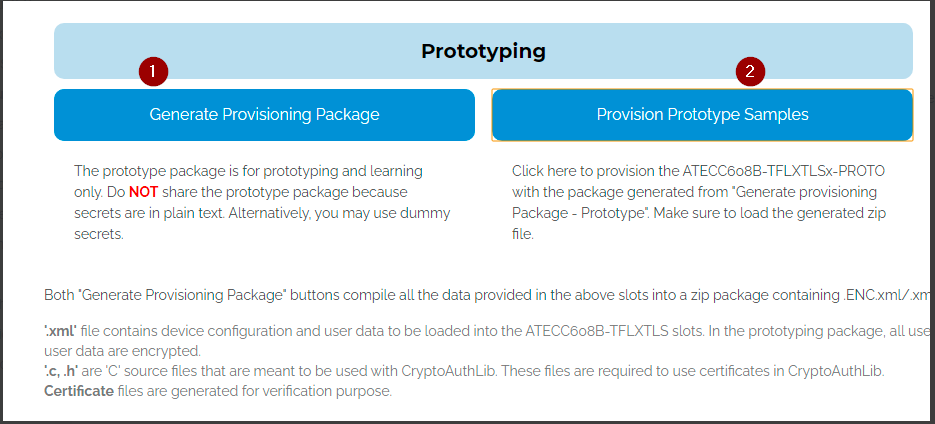 Prototyping
1
2
Generate Provisioning Package
Provision Prototype Samples
The prototype package is for prototyping and learning
only. Do NOT share the prototype package because
secrets are in plain text. Alternatively, you may use dummy
secrets.
Click here to provision the ATECC608B-TFLXTLSx-PROTO
with the package generated from "Generate provisioning
Package - Prototype". Make sure to load the generated zip
file.
Both "Generate Provisioning Package" buttons compile all the data provided in the above slots into a zip package containing .ENC.xml/.xm
'.xml' file contains device configuration and user data to be loaded into the ATECC608B-TFLXTLS slots. In the prototyping package, all use
user data are encrypted.
'.c, .h' are 'C' source files that are meant to be used with CryptoAuthLib. These files are required to use certificates in CryptoAuthLib.
Certificate files are generated for verification purpose.